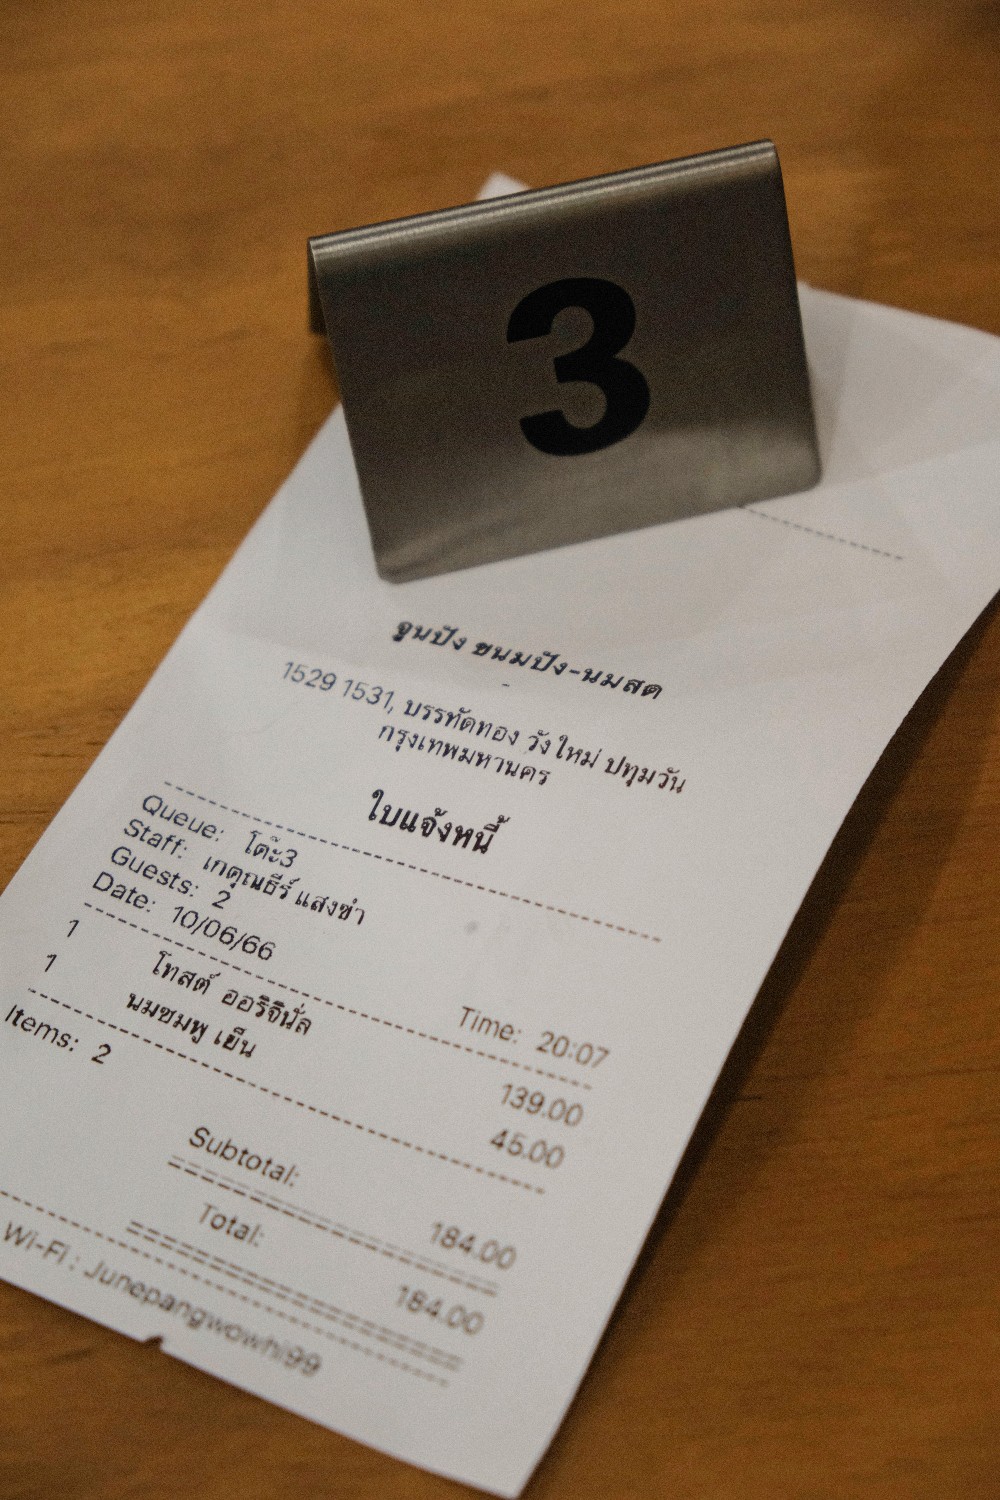 3
จูนปัง ขนมปัง-นมสด
-
1529 1531, บรรทัดทอง วังใหม่ ปทุมวัน
กรุงเทพมหานคร
ใบแจ้งหนี้
Queue: โต๊ะ3
Staff: เกตุณธีร์ แสงขำ
Guests: 2
Date: 10/06/66 Time: 20:07
1 โทสต์ ออริจินั่ล 139.00
1 นมชมพู เย็น 45.00
Items: 2
Subtotal: 184.00
Total: 184.00
Wi-Fi : Junepangwowhi99